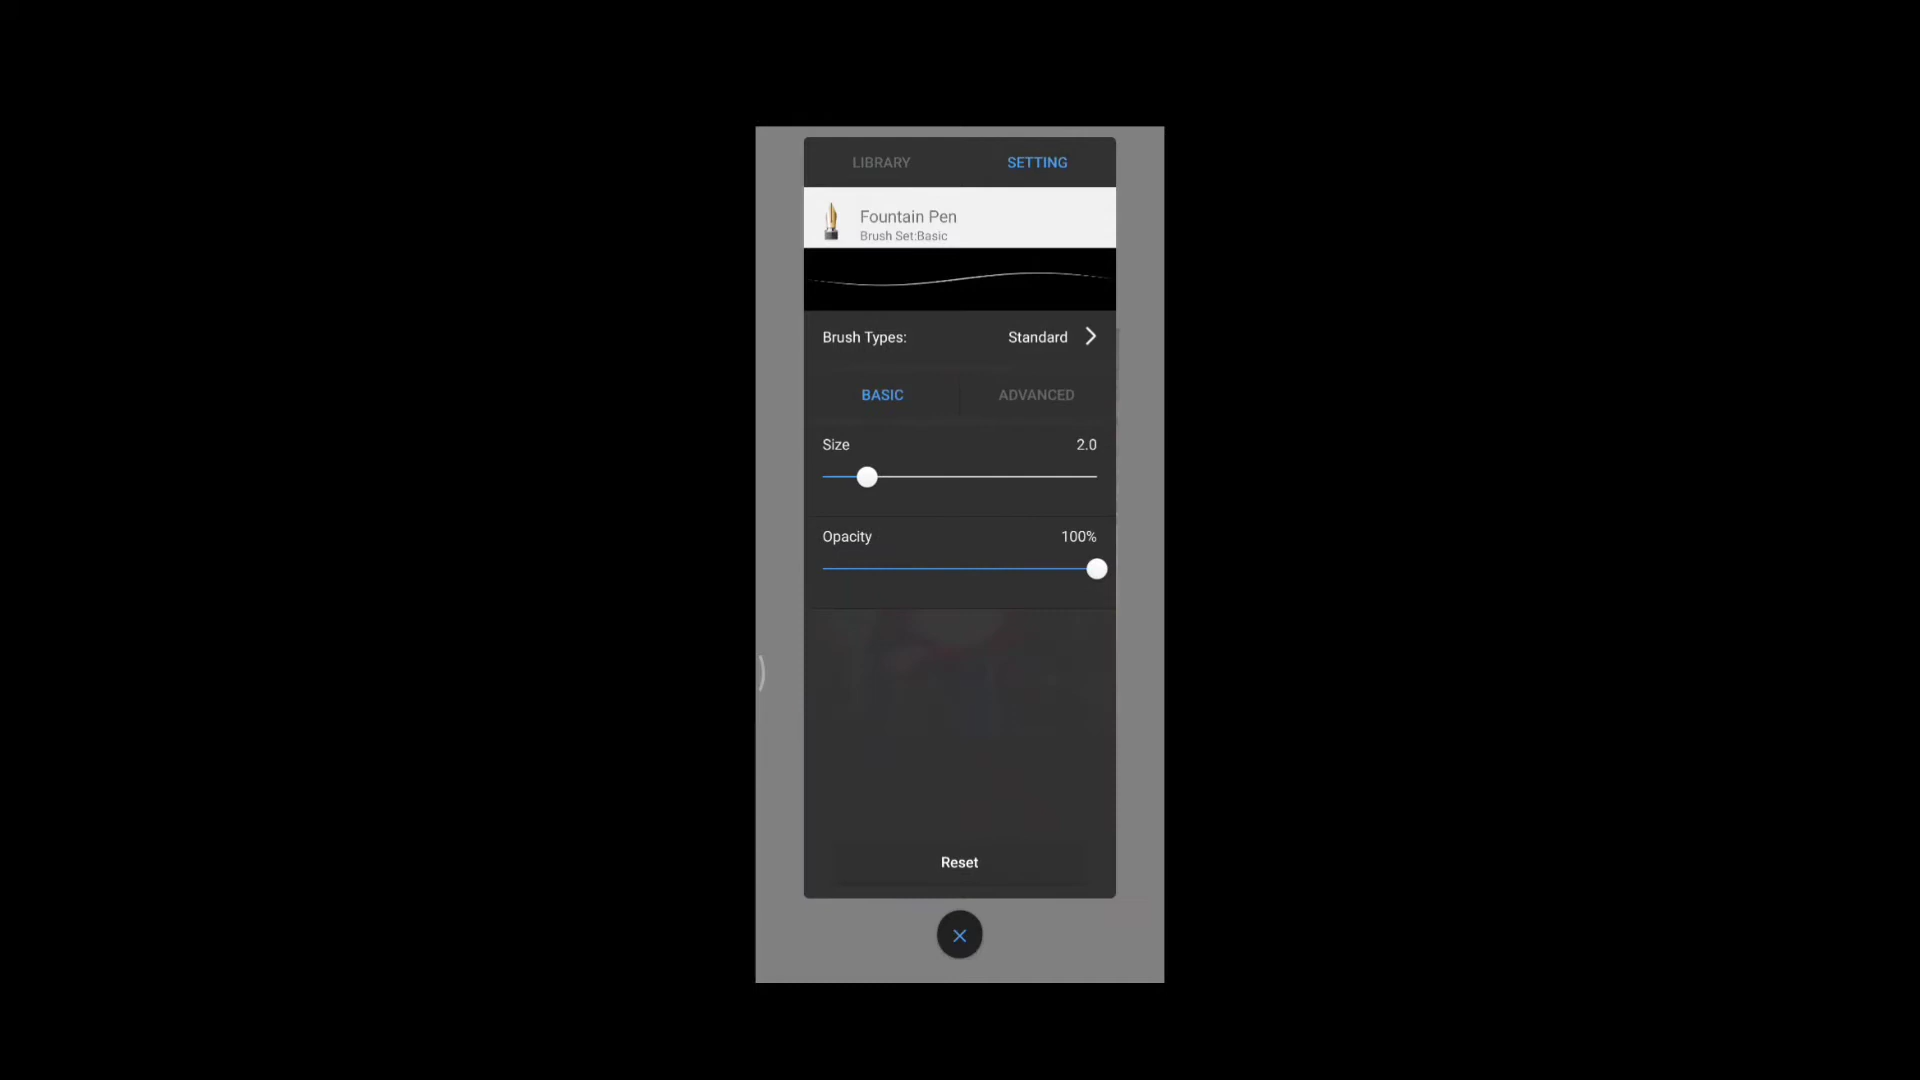 LIBRARY SETTING
Fountain Pen
Brush Set:Basic
Brush Types: Standard
BASIC ADVANCED
Size 2.0
Opacity 100%
Reset